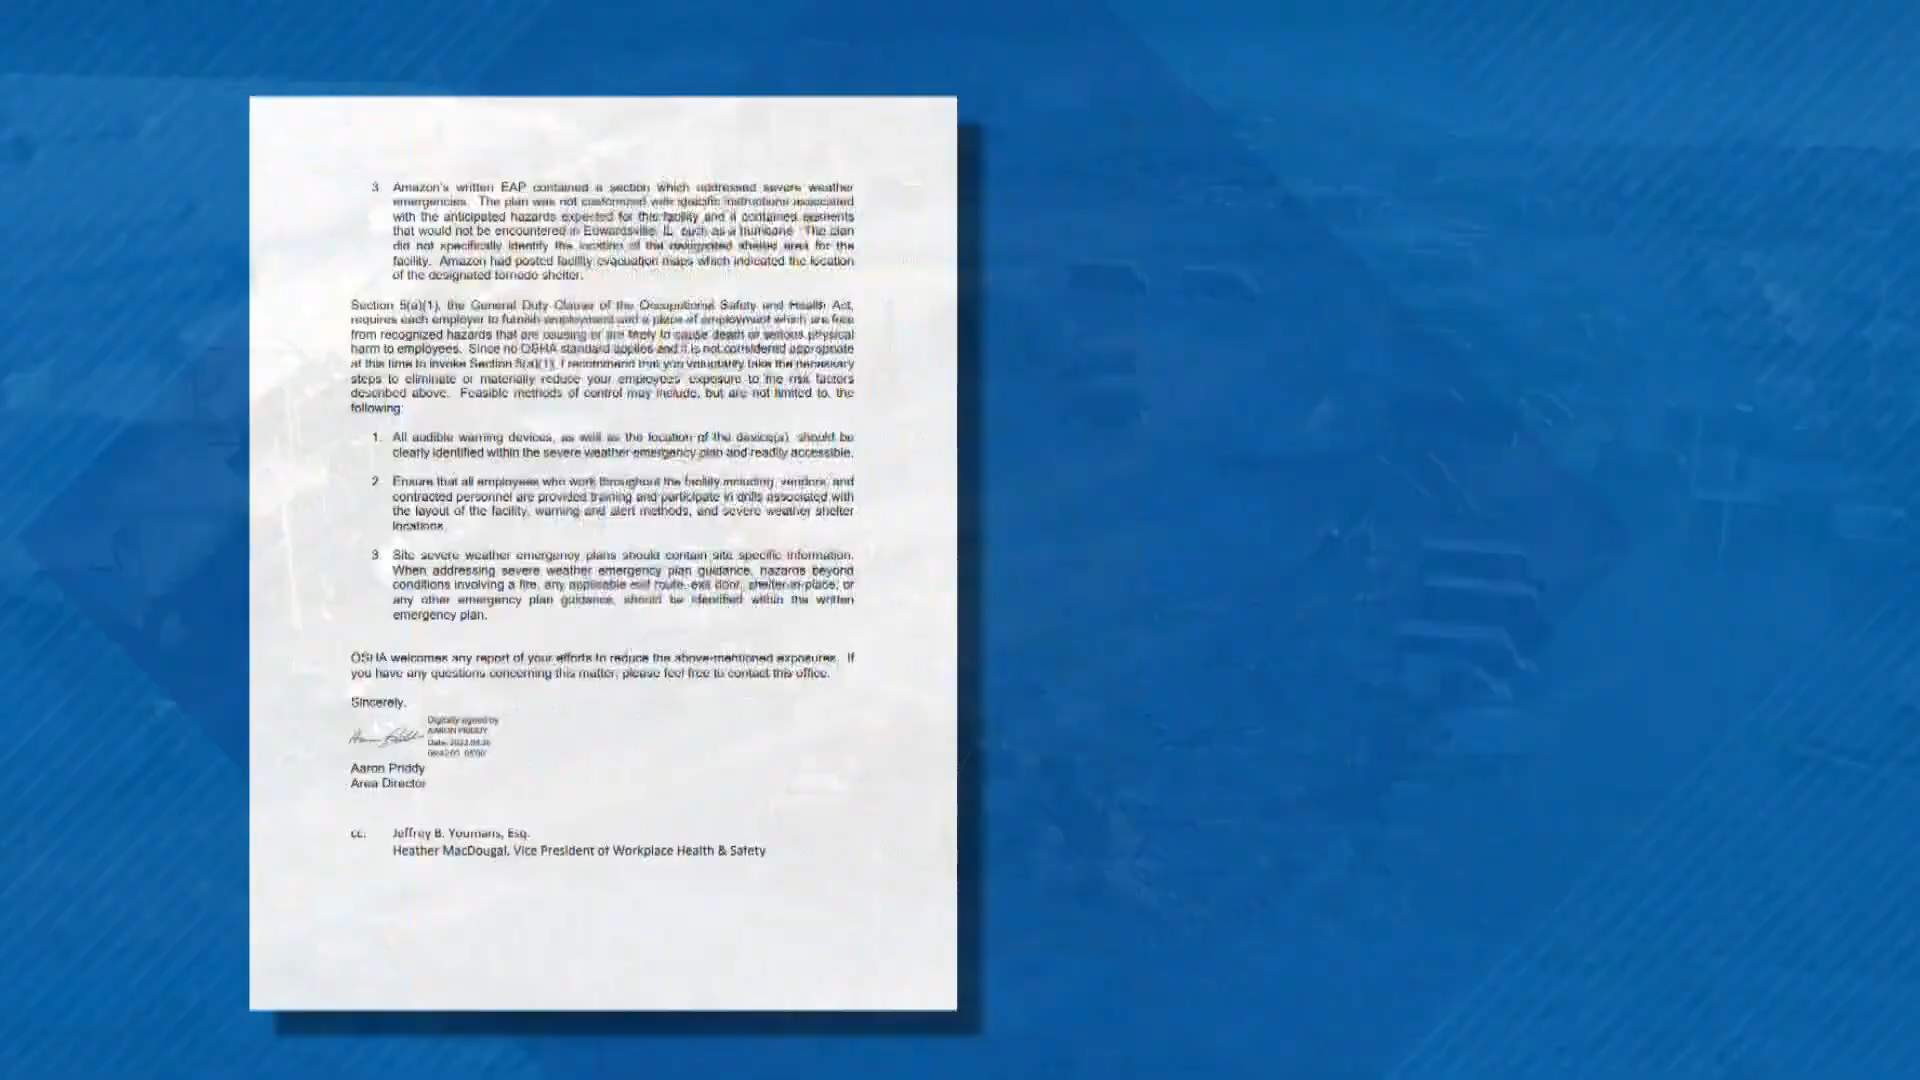 3. Amazon's written EAP contained a section which addressed severe weather
emergencies. The plan was not customized with specific instructions associated
with the anticipated hazards expected for this facility and it contained elements
that would not be encountered in Edwardsville, IL, such as a hurricane. The plan
did not specifically identify the location of the designated shelter area for the
facility. Amazon had posted facility evacuation maps which indicated the location
of the designated tornado shelter.
Section 5(a)(1), the General Duty Clause of the Occupational Safety and Health Act,
requires each employer to furnish employment and a place of employment which are free
from recognized hazards that are causing or are likely to cause death or serious physical
harm to employees. Since no OSHA standard applies and it is not considered appropriate
at this time to invoke Section 5(a)(1), I recommend that you voluntarily take the necessary
steps to eliminate or materially reduce your employees' exposure to the risk factors
described above. Feasible methods of control may include, but are not limited to, the
following:
1. All audible warning devices, as well as the location of the device(s), should be
clearly identified within the severe weather emergency plan and readily accessible.
2. Ensure that all employees who work throughout the facility including, vendors, and
contracted personnel are provided training and participate in drills associated with
the layout of the facility, warning and alert methods, and severe weather shelter
locations.
3. Site severe weather emergency plans should contain site specific information.
When addressing severe weather emergency plan guidance, hazards beyond
conditions involving a fire, any applicable exit route, exit door, shelter-in-place, or
any other emergency plan guidance, should be identified within the written
emergency plan.
OSHA welcomes any report of your efforts to reduce the above-mentioned exposures. If
you have any questions concerning this matter, please feel free to contact this office.
Sincerely,
Digitally signed by
AARON PRIDDY
Date: 2022.04.26
Aaron Priddy
Area Director
cc: Jeffrey B. Youmans, Esq.
Heather MacDougal, Vice President of Workplace Health & Safety